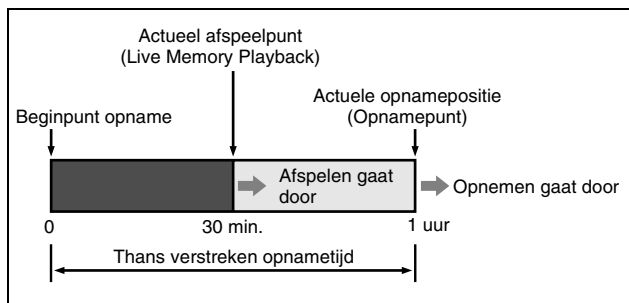 Actueel afspeelpunt
(Live Memory Playback)
Actuele opnamepositie
(Opnamepunt)
Beginpunt opname
Afspelen gaat
door
Opnemen gaat door
0
30 min.
1 uur
Thans verstreken opnametijd